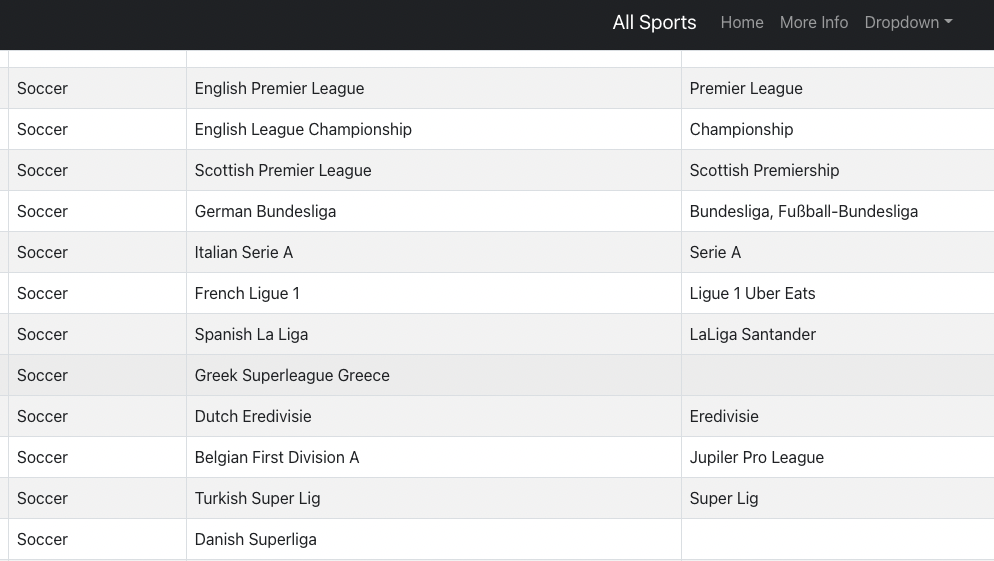 All Sports Home More Info Dropdown
Soccer English Premier League Premier League
Soccer English League Championship Championship
Soccer Scottish Premier League Scottish Premiership
Soccer German Bundesliga Bundesliga, Fußball-Bundesliga
Soccer Italian Serie A Serie A
Soccer French Ligue 1 Ligue 1 Uber Eats
Soccer Spanish La Liga LaLiga Santander
Soccer Greek Superleague Greece
Soccer Dutch Eredivisie Eredivisie
Soccer Belgian First Division A Jupiler Pro League
Soccer Turkish Super Lig Super Lig
Soccer Danish Superliga